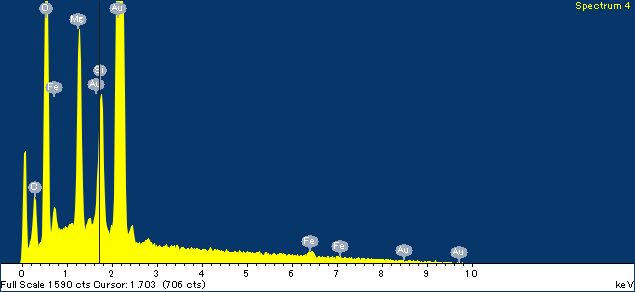 Spectrum 4
O
Au
Mg
Si
Au
Fe
C
Fe
Fe
Au
Au
0 1 2 3 4 5 6 7 8 9 10
Full Scale 1590 cts Cursor: 1.703 (706 cts)
keV